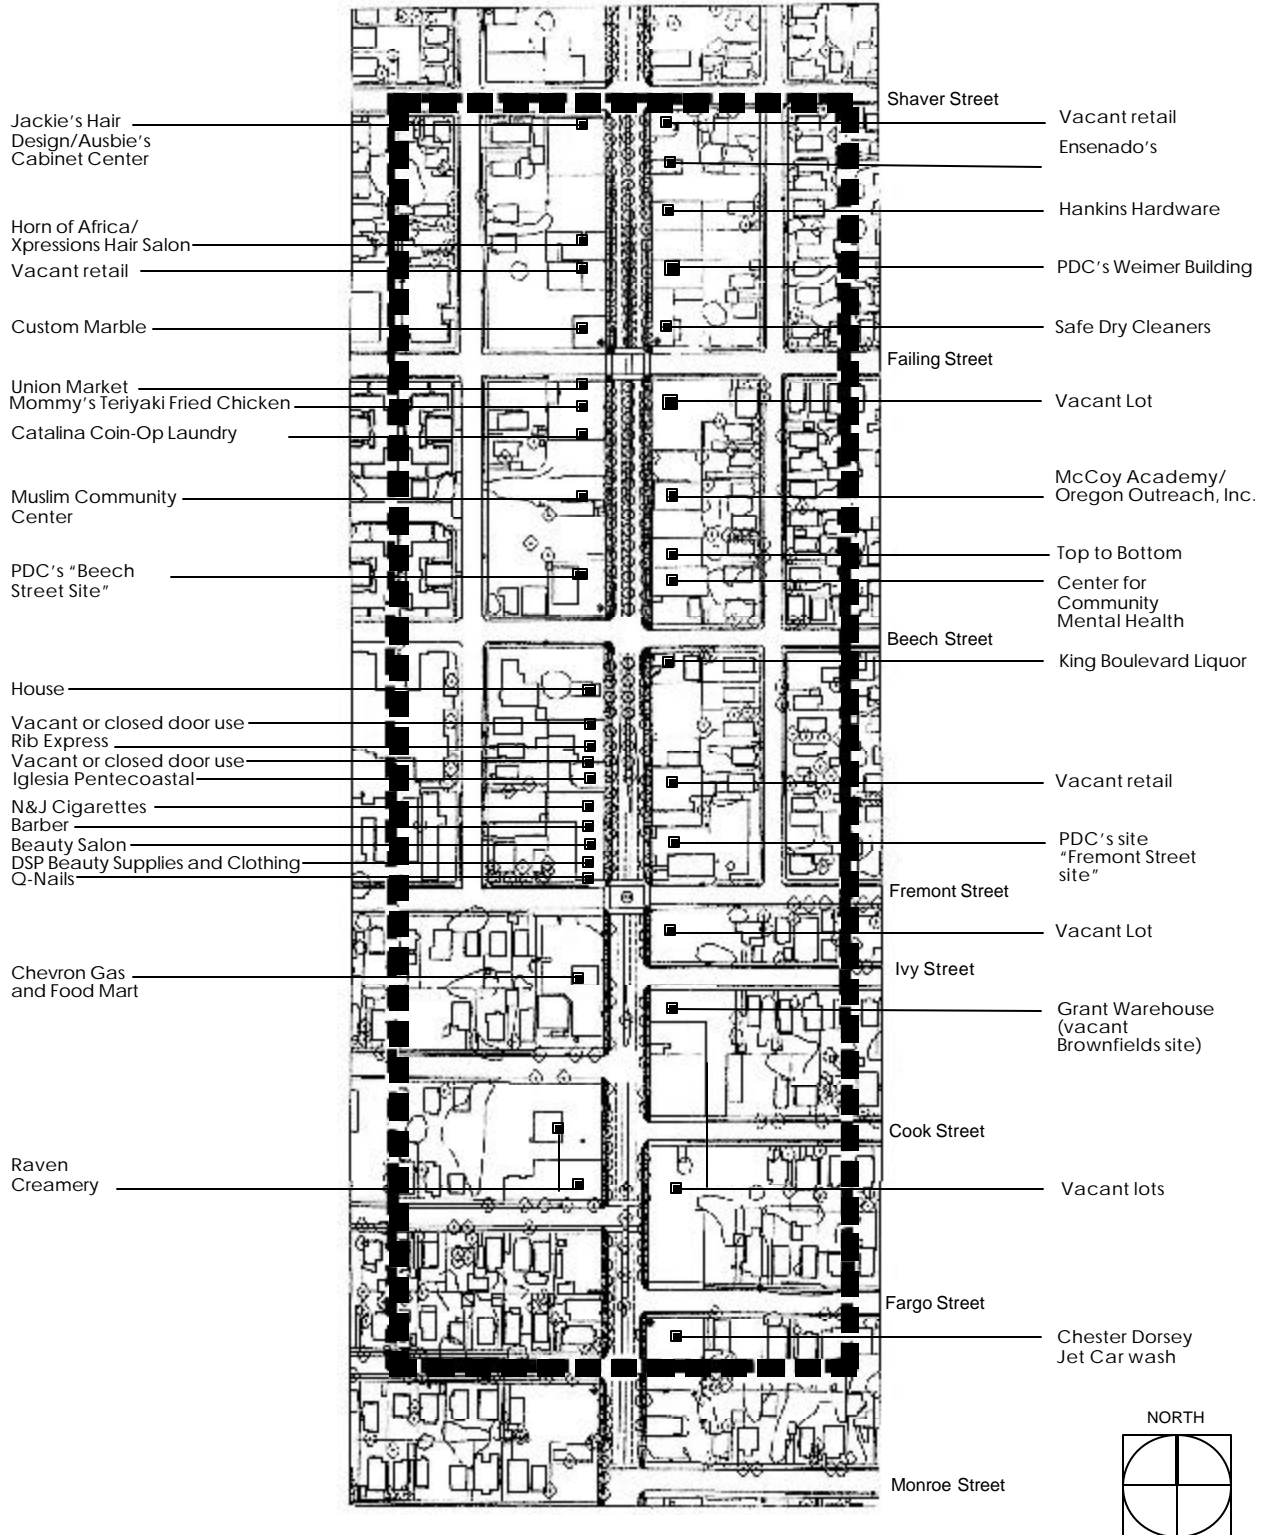 Jackie's Hair
Design/Ausbie's
Cabinet Center
Horn of Africa/
Xpressions Hair Salon
Vacant retail
Custom Marble
Union Market
Mommy's Teriyaki Fried Chicken
Catalina Coin-Op Laundry
Muslim Community
Center
PDC's "Beech
Street Site"
House
Vacant or closed door use
Rib Express
Vacant or closed door use
Iglesia Pentecoastal
N&J Cigarettes
Barber
Beauty Salon
DSP Beauty Supplies and Clothing
Q-Nails
Chevron Gas
and Food Mart
Raven
Creamery
Shaver Street
Failing Street
Beech Street
Fremont Street
Ivy Street
Cook Street
Fargo Street
Monroe Street
Vacant retail
Ensenado's
Hankins Hardware
PDC's Weimer Building
Safe Dry Cleaners
Vacant Lot
McCoy Academy/
Oregon Outreach, Inc.
Top to Bottom
Center for
Community
Mental Health
King Boulevard Liquor
Vacant retail
PDC's site
"Fremont Street
site"
Vacant Lot
Grant Warehouse
(vacant
Brownfields site)
Vacant lots
Chester Dorsey
Jet Car wash
NORTH